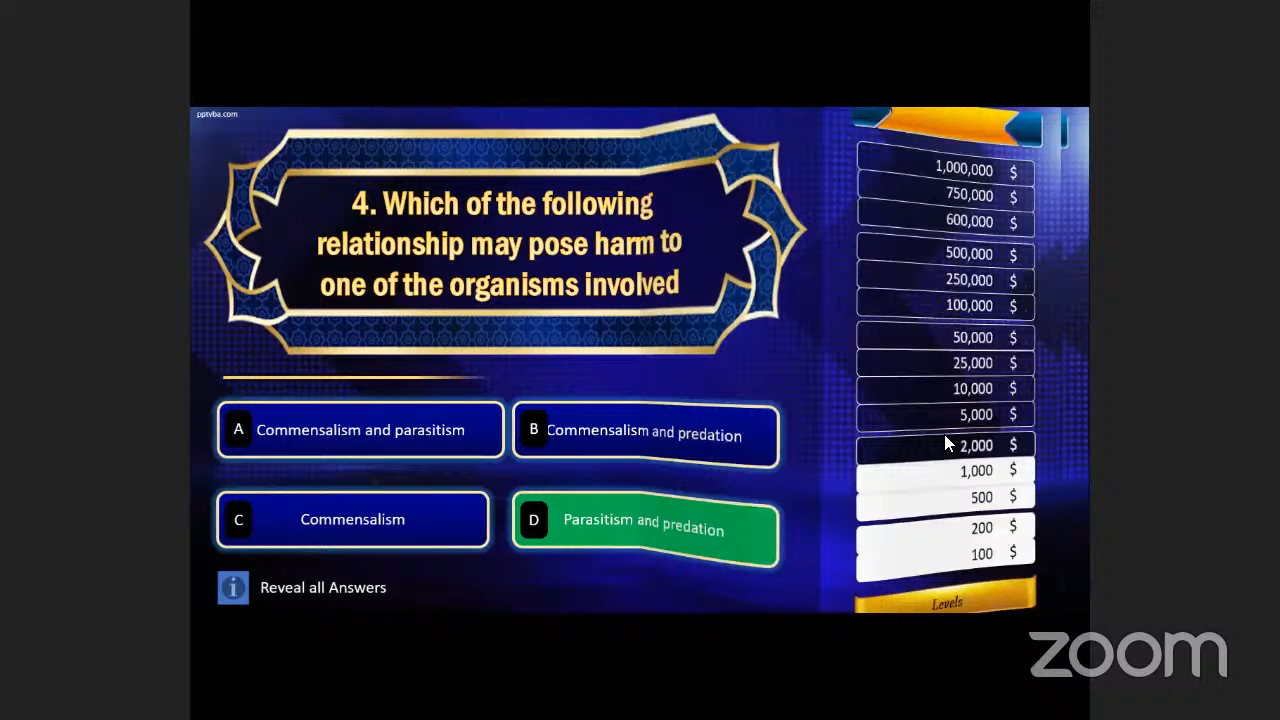 pptvba.com
4. Which of the following
relationship may pose harm to
one of the organisms involved
A Commensalism and parasitism
B Commensalism and predation
C Commensalism
D Parasitism and predation
Reveal all Answers
1,000,000 $
750,000 $
600,000 $
500,000 $
250,000 $
100,000 $
50,000 $
25,000 $
10,000 $
5,000 $
2,000 $
1,000 $
500 $
200 $
100 $
Levels
zoom